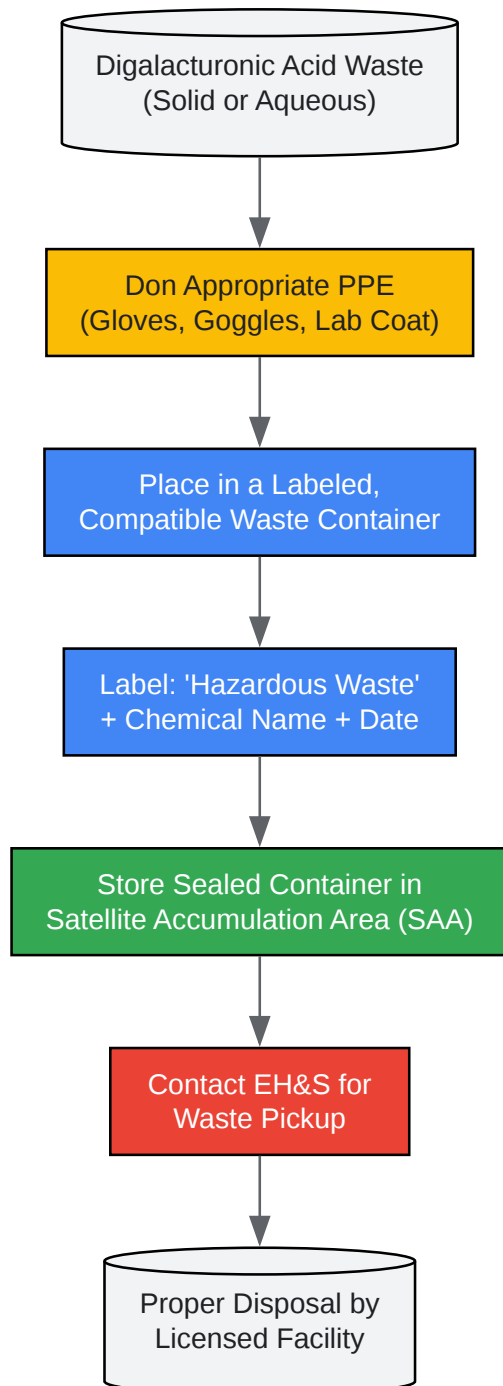 Digalacturonic Acid Waste
(Solid or Aqueous)
Don Appropriate PPE
(Gloves, Goggles, Lab Coat)
Place in a Labeled,
Compatible Waste Container
Label: 'Hazardous Waste'
+ Chemical Name + Date
Store Sealed Container in
Satellite Accumulation Area (SAA)
Contact EH&S for
Waste Pickup
Proper Disposal by
Licensed Facility